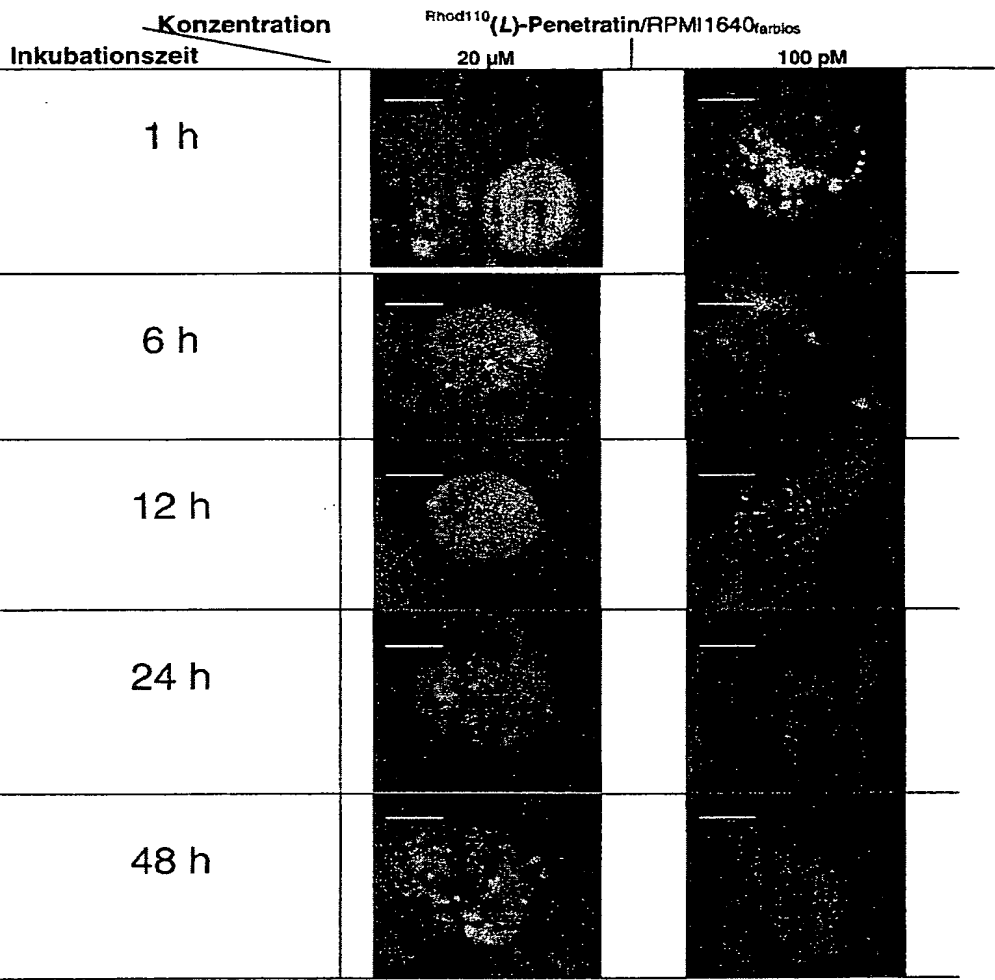 Konzentration
Rhod110(L)-Penetratin/RPMI1640farblos
Inkubationszeit
20 µM 100 pM
1 h
6 h
12 h
24 h
48 h